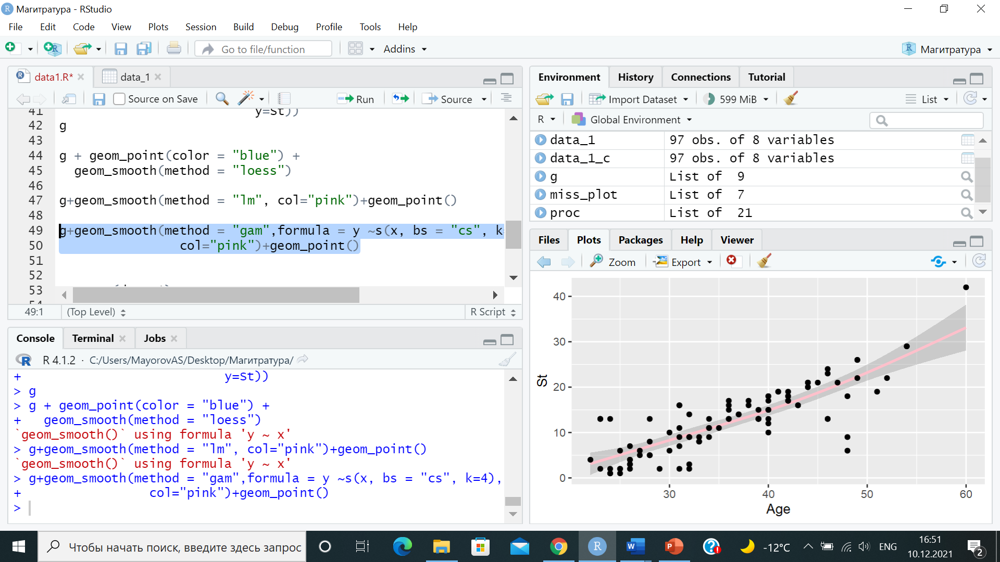 Магитратура - RStudio
File Edit Code View Plots Session Build Debug Profile Tools Help
Go to file/function
Addins
Магитратура
data1.R*
data_1
Source on Save
Run
Source
41 y=St))
42 g
43
44 g + geom_point(color = "blue") +
45 geom_smooth(method = "loess")
46
47 g+geom_smooth(method = "lm", col="pink")+geom_point()
48
49 g+geom_smooth(method = "gam",formula = y ~s(x, bs = "cs", k
50 col="pink")+geom_point()
51
52
53
54
49:1
(Top Level)
R Script
Console Terminal Jobs
R 4.1.2 · C:/Users/MayorovAS/Desktop/Магитратура/
+ y=St))
> g
> g + geom_point(color = "blue") +
+ geom_smooth(method = "loess")
`geom_smooth()` using formula 'y ~ x'
> g+geom_smooth(method = "lm", col="pink")+geom_point()
`geom_smooth()` using formula 'y ~ x'
> g+geom_smooth(method = "gam",formula = y ~s(x, bs = "cs", k=4),
+ col="pink")+geom_point()
>
Environment History Connections Tutorial
Import Dataset
599 MiB
List
R
Global Environment
data_1 97 obs. of 8 variables
data_1_c 97 obs. of 8 variables
g List of 9
miss_plot List of 7
proc List of 21
Files Plots Packages Help Viewer
Zoom
Export
40
30
20
10
0
St
30 40 50 60
Age
Чтобы начать поиск, введите здесь запрос
-12°C
ENG
16:51
10.12.2021
2